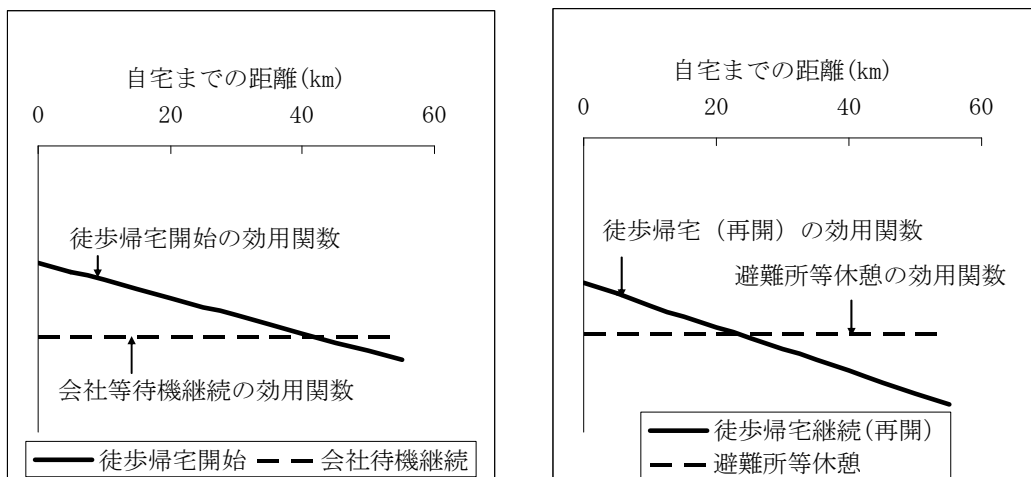 自宅までの距離(km)
0 20 40 60
徒歩帰宅開始の効用関数
会社等待機継続の効用関数
徒歩帰宅開始 会社待機継続
自宅までの距離(km)
0 20 40 60
徒歩帰宅（再開）の効用関数
避難所等休憩の効用関数
徒歩帰宅継続(再開)
避難所等休憩